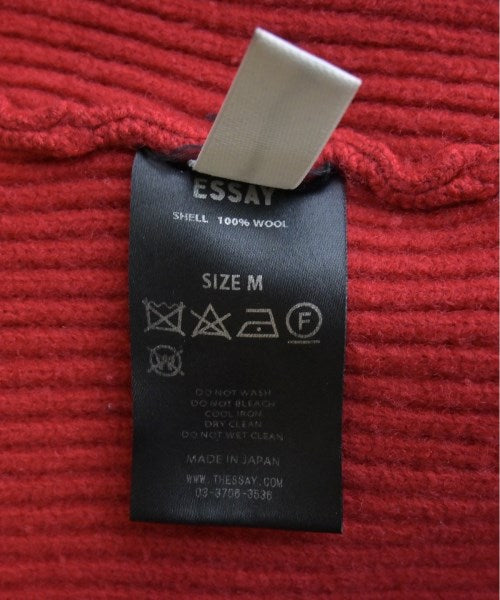 ESSAY
SHELL 100% WOOL
SIZE M
F
W
DO NOT WASH
DO NOT BLEACH
COOL IRON
DRY CLEAN
DO NOT WET CLEAN
MADE IN JAPAN
WWW.THESSAY.COM
03-3706-3536